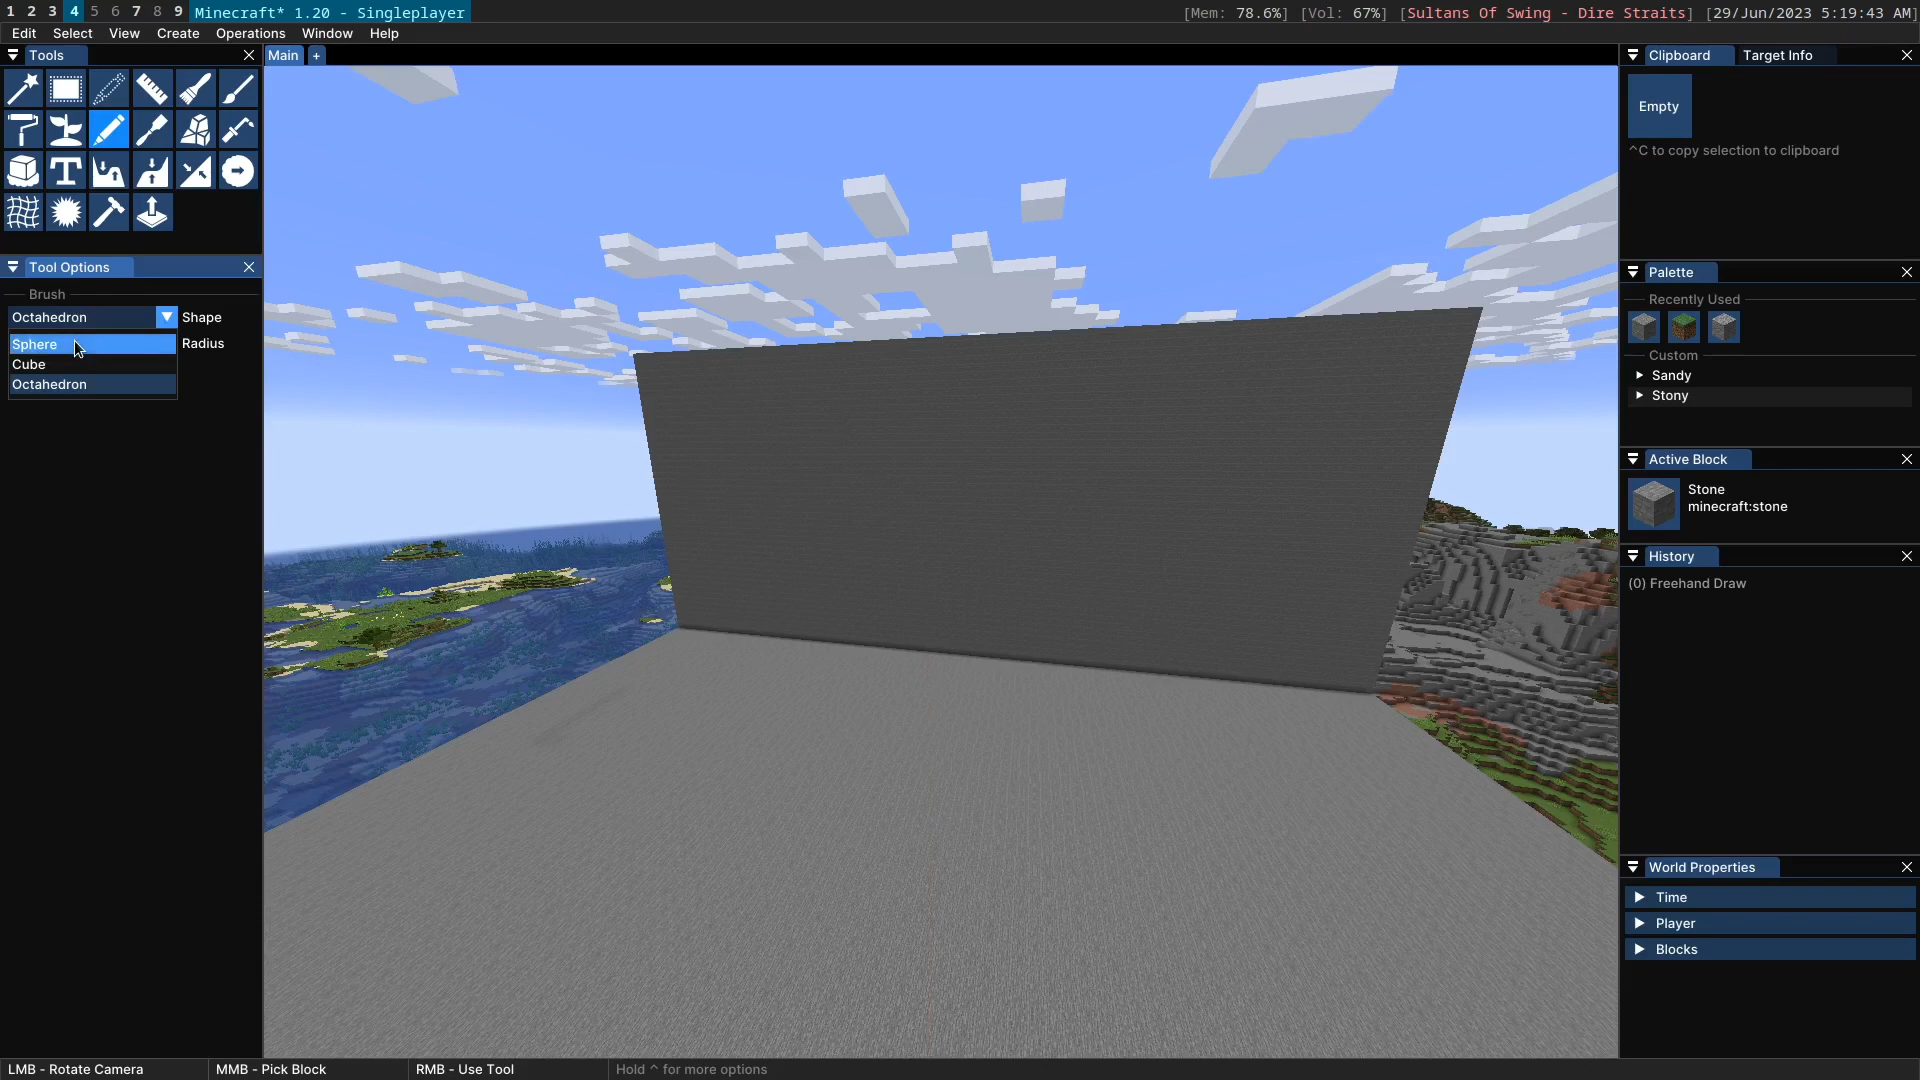 1 2 3 4 5 6 7 8 9 Minecraft* 1.20 - Singleplayer
[Mem: 78.6%] [Vol: 67%] [Sultans Of Swing - Dire Straits] [29/Jun/2023 5:19:43 AM]
Edit Select View Create Operations Window Help
Tools
Main +
Tool Options
Brush
Octahedron Shape
Sphere Radius
Cube
Octahedron
Clipboard Target Info
Empty
^C to copy selection to clipboard
Palette
Recently Used
Custom
Sandy
Stony
Active Block
Stone
minecraft:stone
History
(0) Freehand Draw
World Properties
Time
Player
Blocks
LMB - Rotate Camera MMB - Pick Block RMB - Use Tool Hold ^ for more options